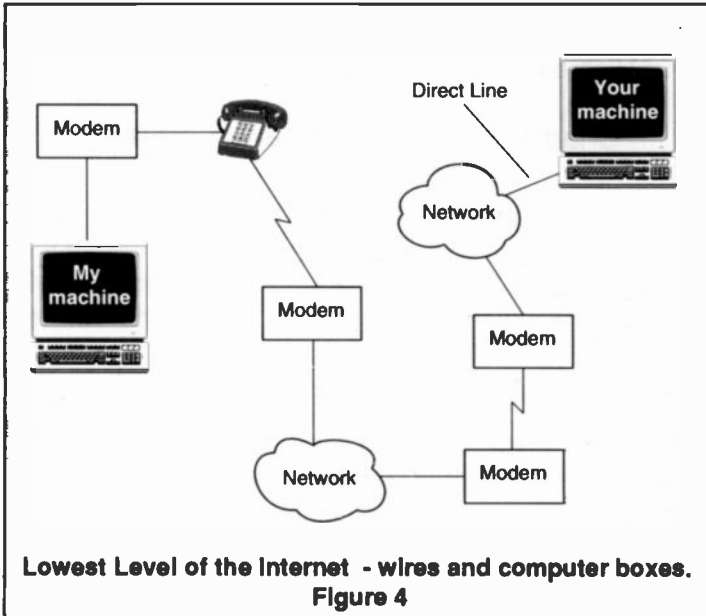 Modem
My
machine
Modem
Network
Modem
Modem
Network
Direct Line
Your
machine
Lowest Level of the Internet - wires and computer boxes.
Figure 4